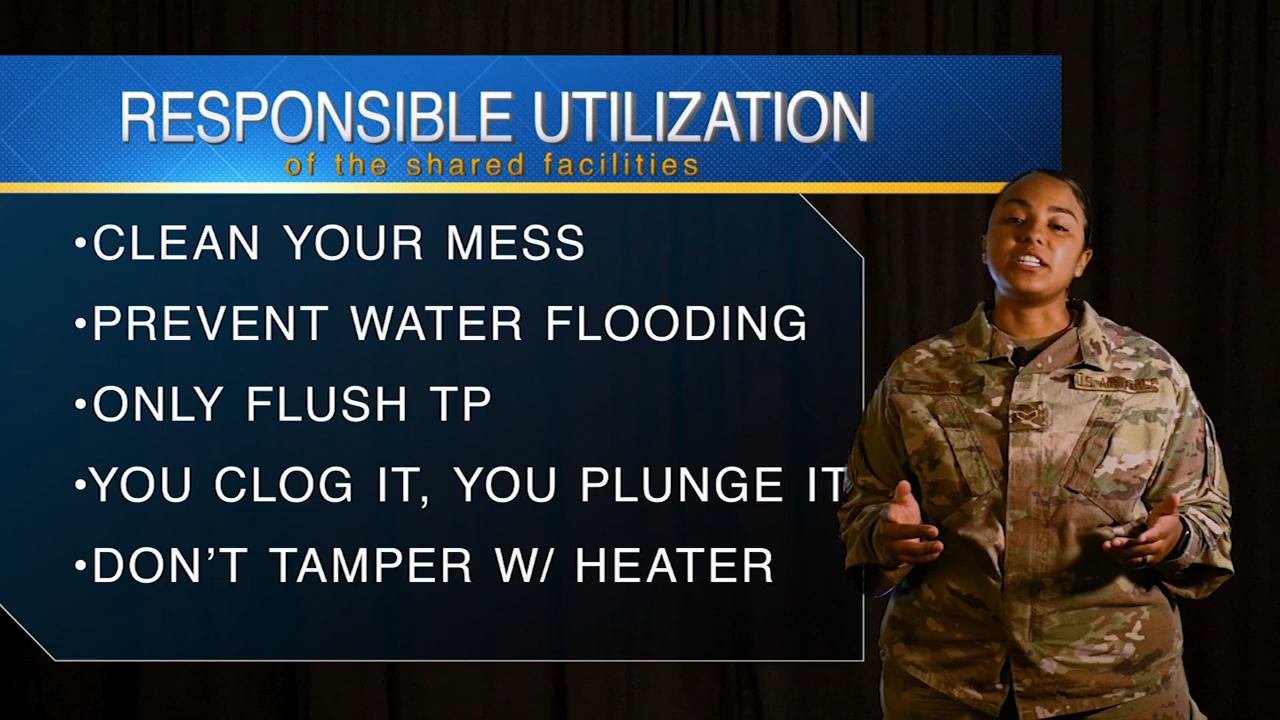 RESPONSIBLE UTILIZATION
of the shared facilities
•CLEAN YOUR MESS
•PREVENT WATER FLOODING
•ONLY FLUSH TP
•YOU CLOG IT, YOU PLUNGE IT
•DON’T TAMPER W/ HEATER
U.S. AIR FORCE